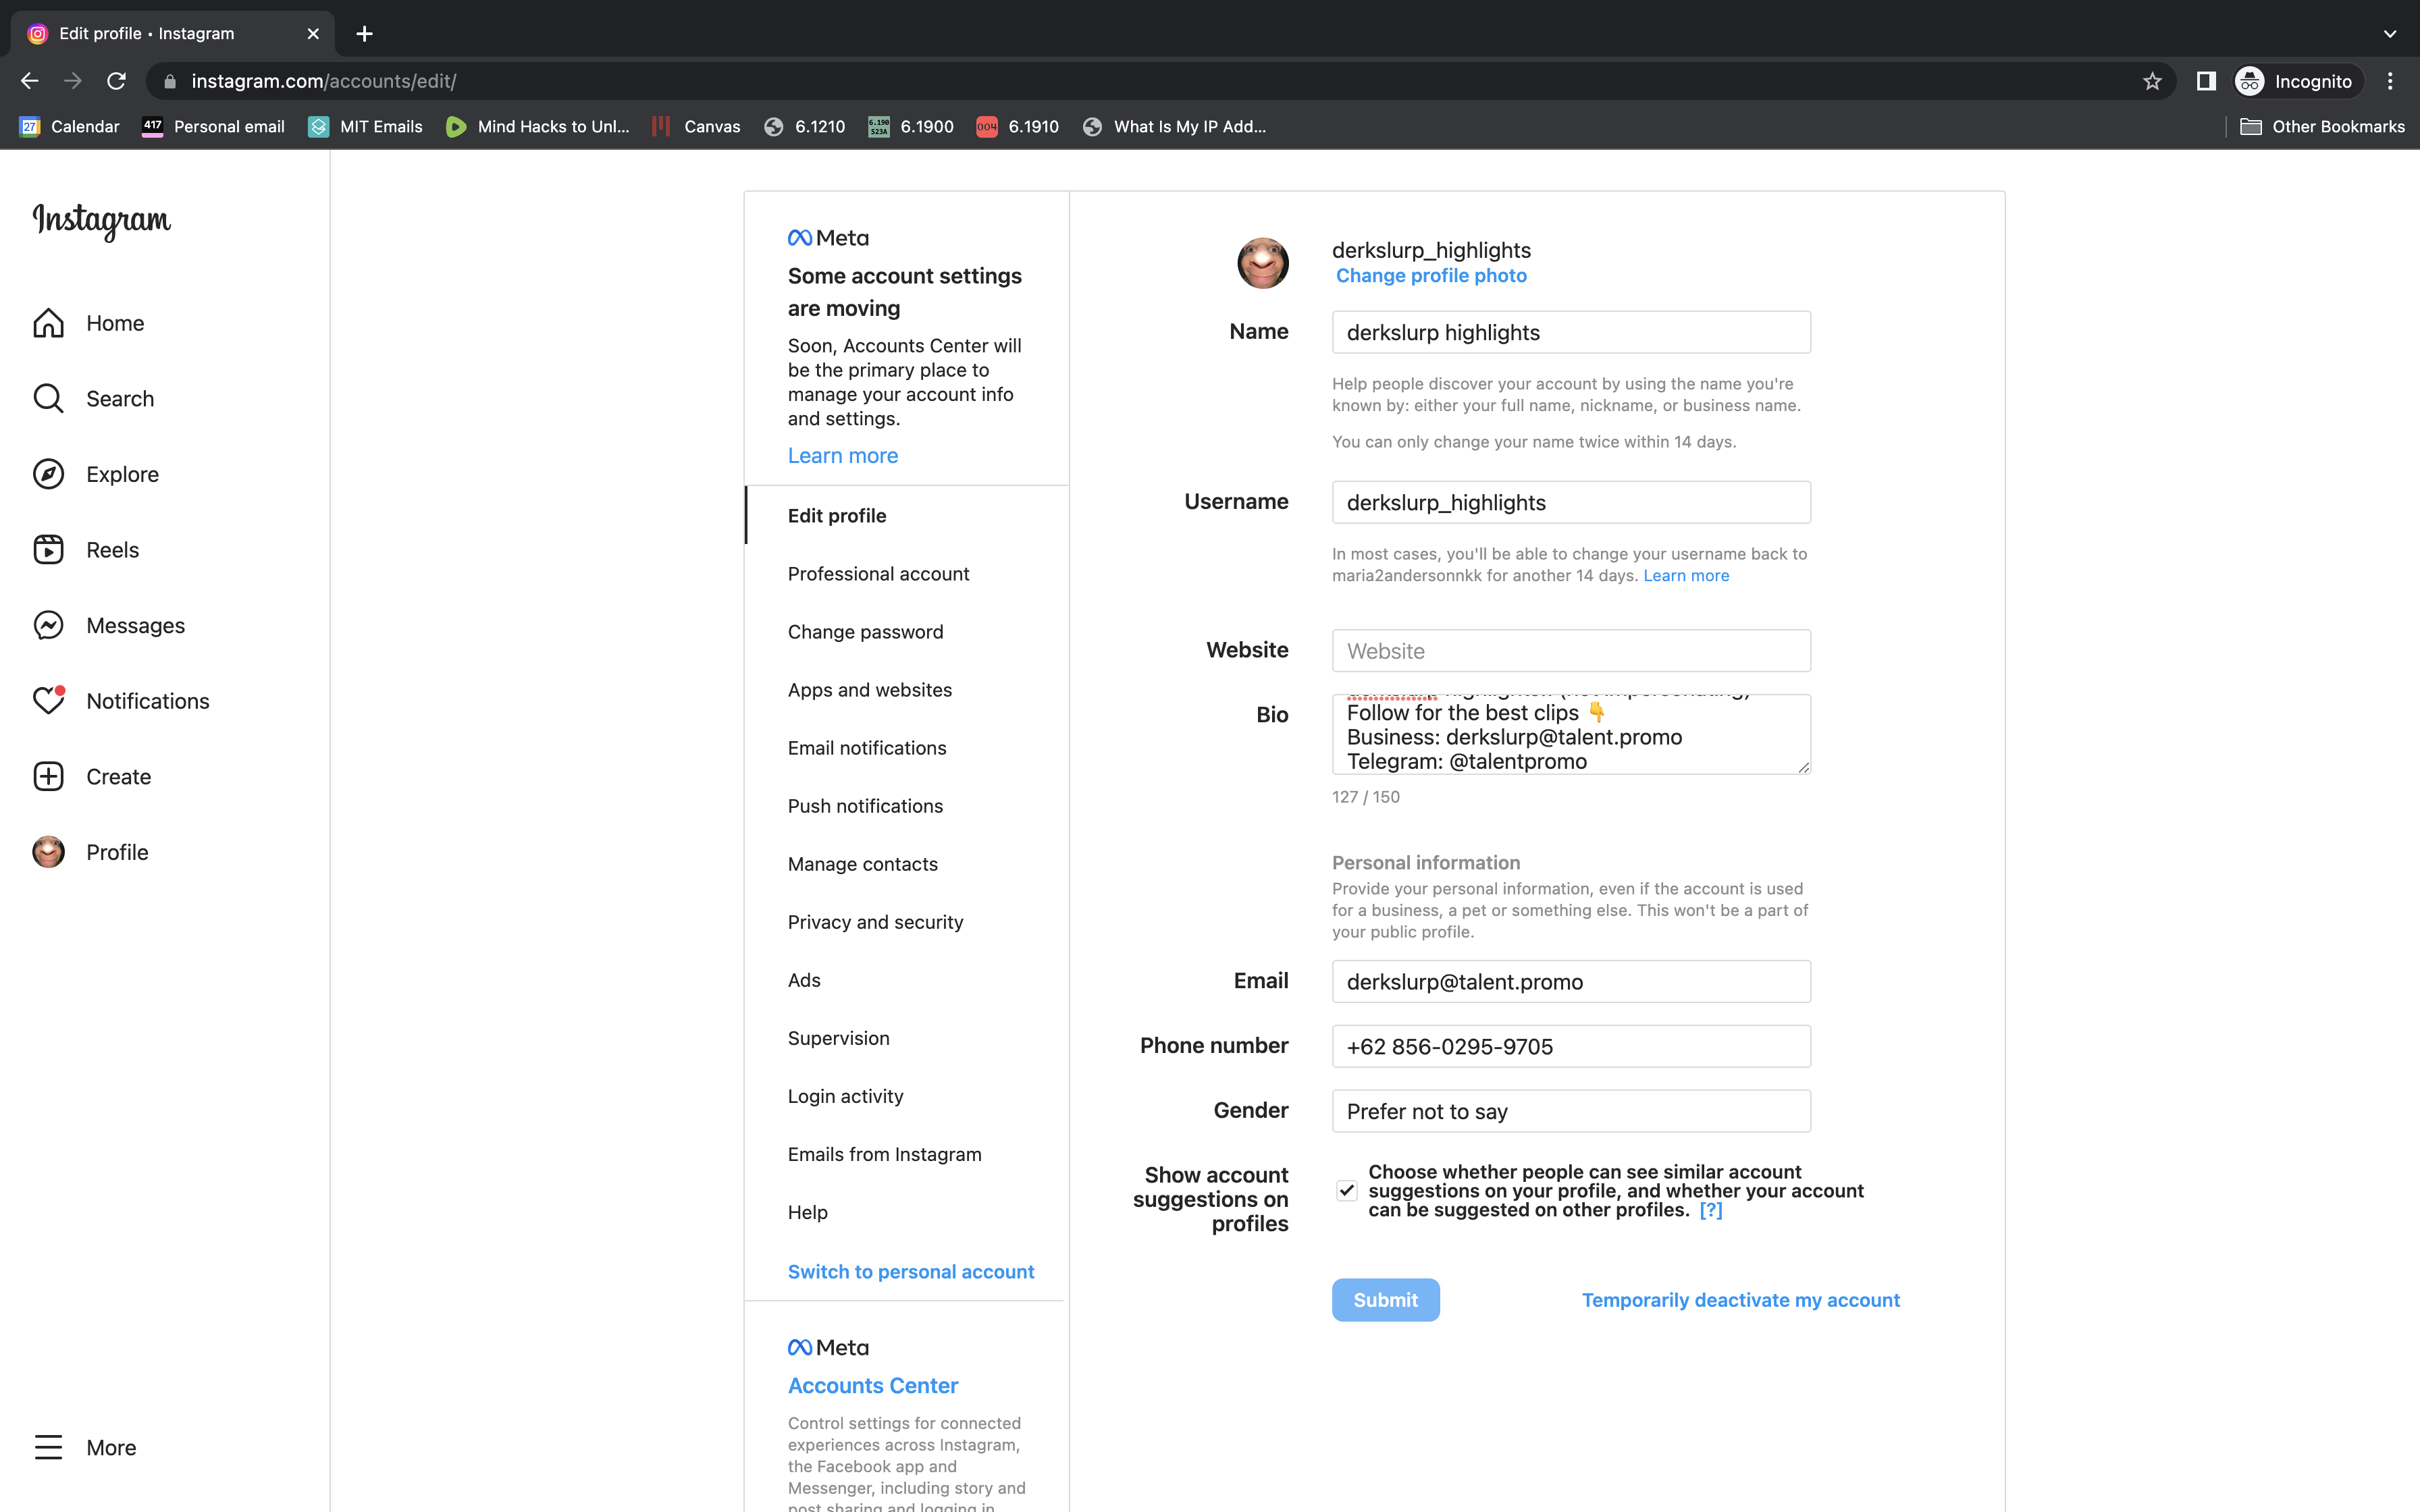 Edit profile • Instagram
instagram.com/accounts/edit/
Incognito
27 Calendar
417 Personal email
MIT Emails
Mind Hacks to Unl...
Canvas
6.1210
6.190 S23A 6.1900
004 6.1910
What Is My IP Add...
Other Bookmarks
Instagram
Home
Search
Explore
Reels
Messages
Notifications
Create
Profile
More
Meta
Some account settings
are moving
Soon, Accounts Center will
be the primary place to
manage your account info
and settings.
Learn more
Edit profile
Professional account
Change password
Apps and websites
Email notifications
Push notifications
Manage contacts
Privacy and security
Ads
Supervision
Login activity
Emails from Instagram
Help
Switch to personal account
Meta
Accounts Center
Control settings for connected
experiences across Instagram,
the Facebook app and
Messenger, including story and
post sharing and logging in.
derkslurp_highlights
Change profile photo
Name
derkslurp highlights
Help people discover your account by using the name you're
known by: either your full name, nickname, or business name.
You can only change your name twice within 14 days.
Username
derkslurp_highlights
In most cases, you'll be able to change your username back to
maria2andersonnkk for another 14 days. Learn more
Website
Website
Bio
derkslurp highlights!! (not impersonating)
Follow for the best clips 👇
Business: derkslurp@talent.promo
Telegram: @talentpromo
127 / 150
Personal information
Provide your personal information, even if the account is used
for a business, a pet or something else. This won't be a part of
your public profile.
Email
derkslurp@talent.promo
Phone number
+62 856-0295-9705
Gender
Prefer not to say
Show account
suggestions on
profiles
Choose whether people can see similar account
suggestions on your profile, and whether your account
can be suggested on other profiles. [?]
Submit
Temporarily deactivate my account